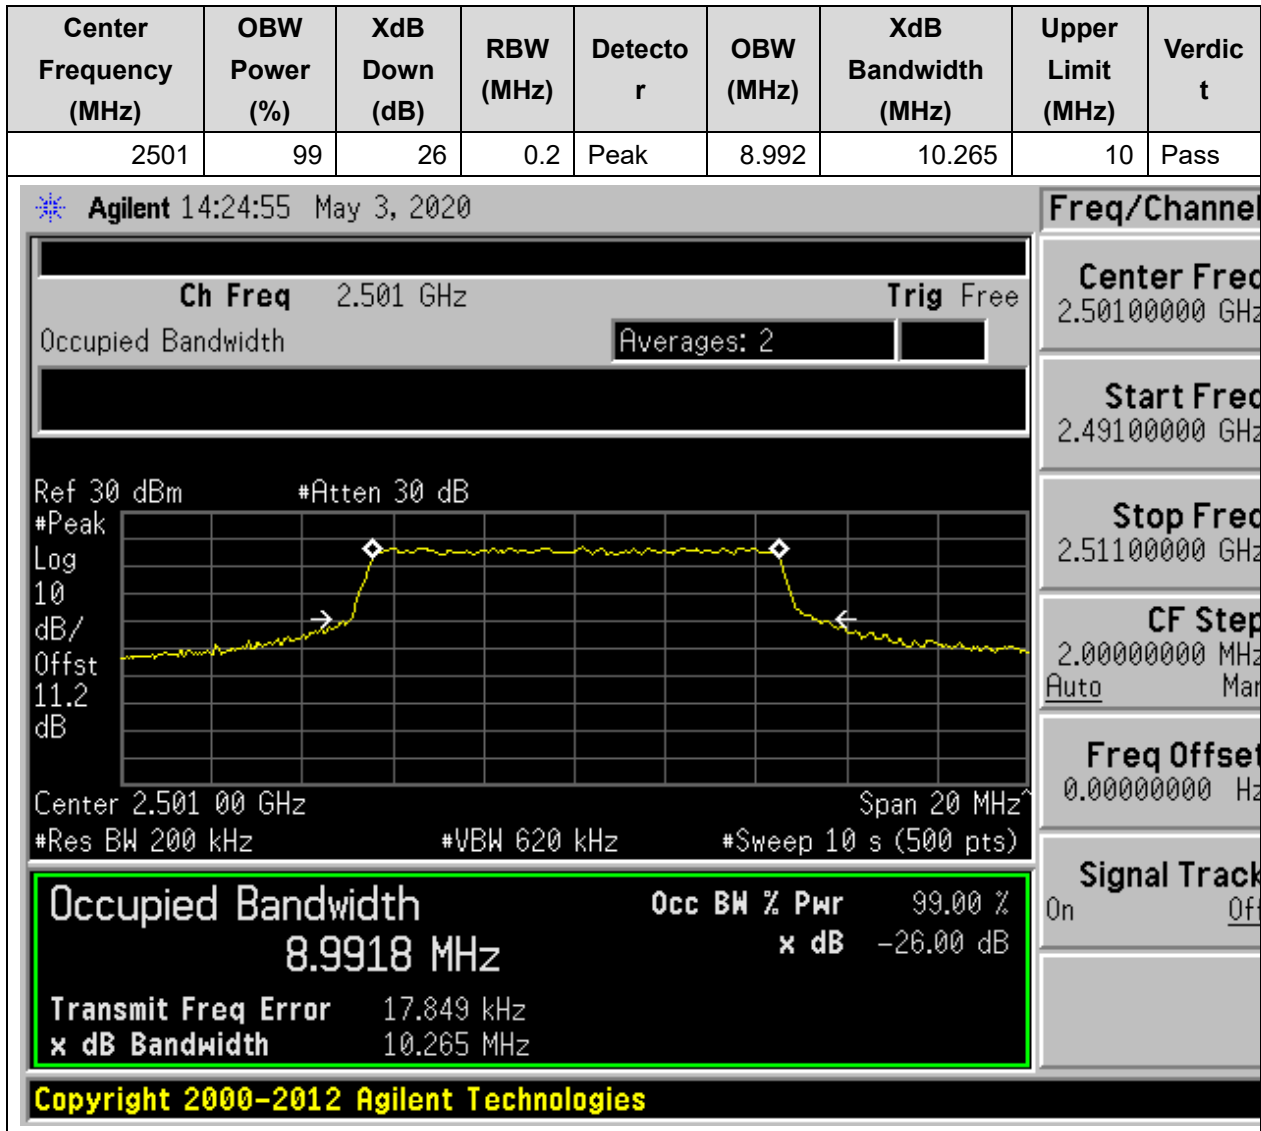 Center Frequency (MHz) OBW Power (%) XdB Down (dB) RBW (MHz) Detector OBW (MHz) XdB Bandwidth (MHz) Upper Limit (MHz) Verdict
2501 99 26 0.2 Peak 8.992 10.265 10 Pass
Agilent 14:24:55 May 3, 2020
Freq/Channel
Ch Freq 2.501 GHz Trig Free
Occupied Bandwidth Averages: 2
Center Freq
2.50100000 GHz
Start Freq
2.49100000 GHz
Stop Freq
2.51100000 GHz
CF Step
2.00000000 MHz
Auto Man
Freq Offset
0.00000000 Hz
Signal Track
On Off
Ref 30 dBm #Atten 30 dB
#Peak
Log
10
dB/
Offst
11.2
dB
Center 2.501 00 GHz Span 20 MHz^
#Res BW 200 kHz #VBW 620 kHz #Sweep 10 s (500 pts)
Occupied Bandwidth Occ BW % Pwr 99.00 %
8.9918 MHz x dB -26.00 dB
Transmit Freq Error 17.849 kHz
x dB Bandwidth 10.265 MHz
Copyright 2000-2012 Agilent Technologies